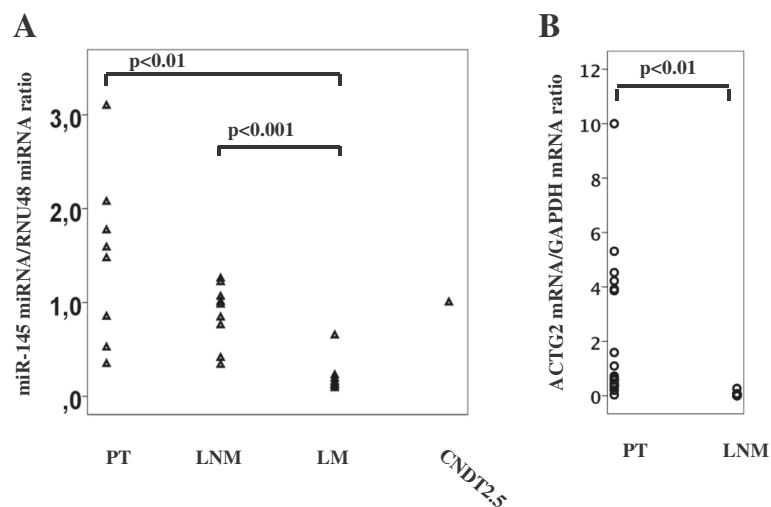 A
miR-145 miRNA/RNU48 miRNA ratio
3,0
2,0
1,0
,0
p<0.01
p<0.001
PT
LNM
LM
CNDT2.5
B
ACTG2 mRNA/GAPDH mRNA ratio
12
10
8
6
4
2
0
p<0.01
PT
LNM